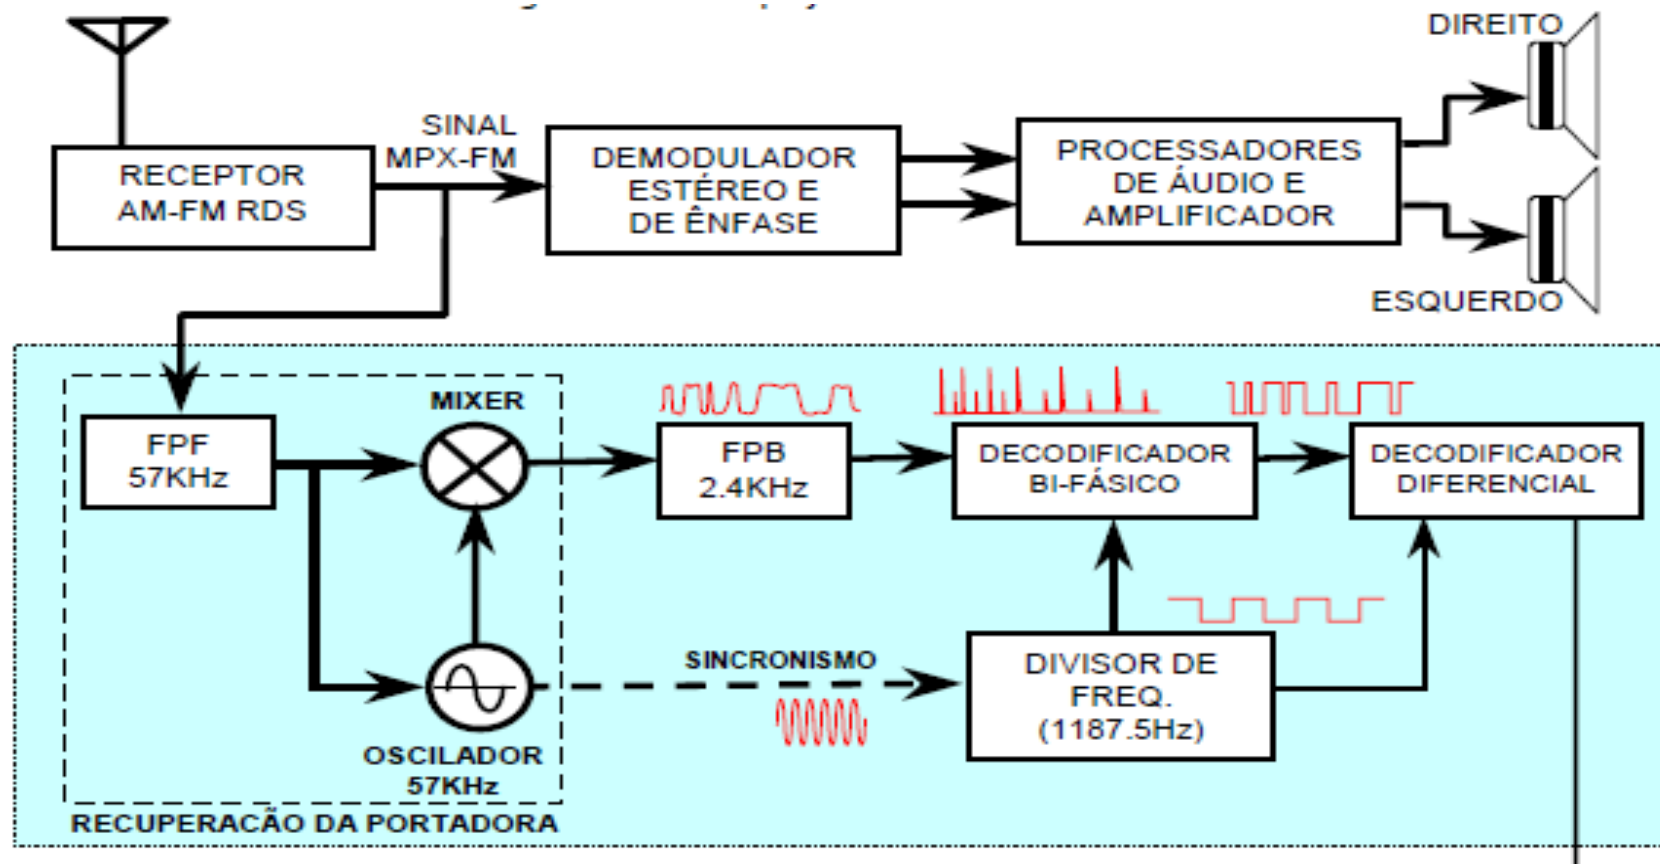 DIREITO
SINAL
MPX-FM
RECEPTOR
AM-FM RDS
DEMODULADOR
ESTÉREO E
DE ÊNFASE
PROCESSADORES
DE ÁUDIO E
AMPLIFICADOR
ESQUERDO
MIXER
FPF
57KHz
FPB
2.4KHz
DECODIFICADOR
BI-FÁSICO
DECODIFICADOR
DIFERENCIAL
SINCRONISMO
DIVISOR DE
FREQ.
(1187.5Hz)
OSCILADOR
57KHz
RECUPERACÃO DA PORTADORA